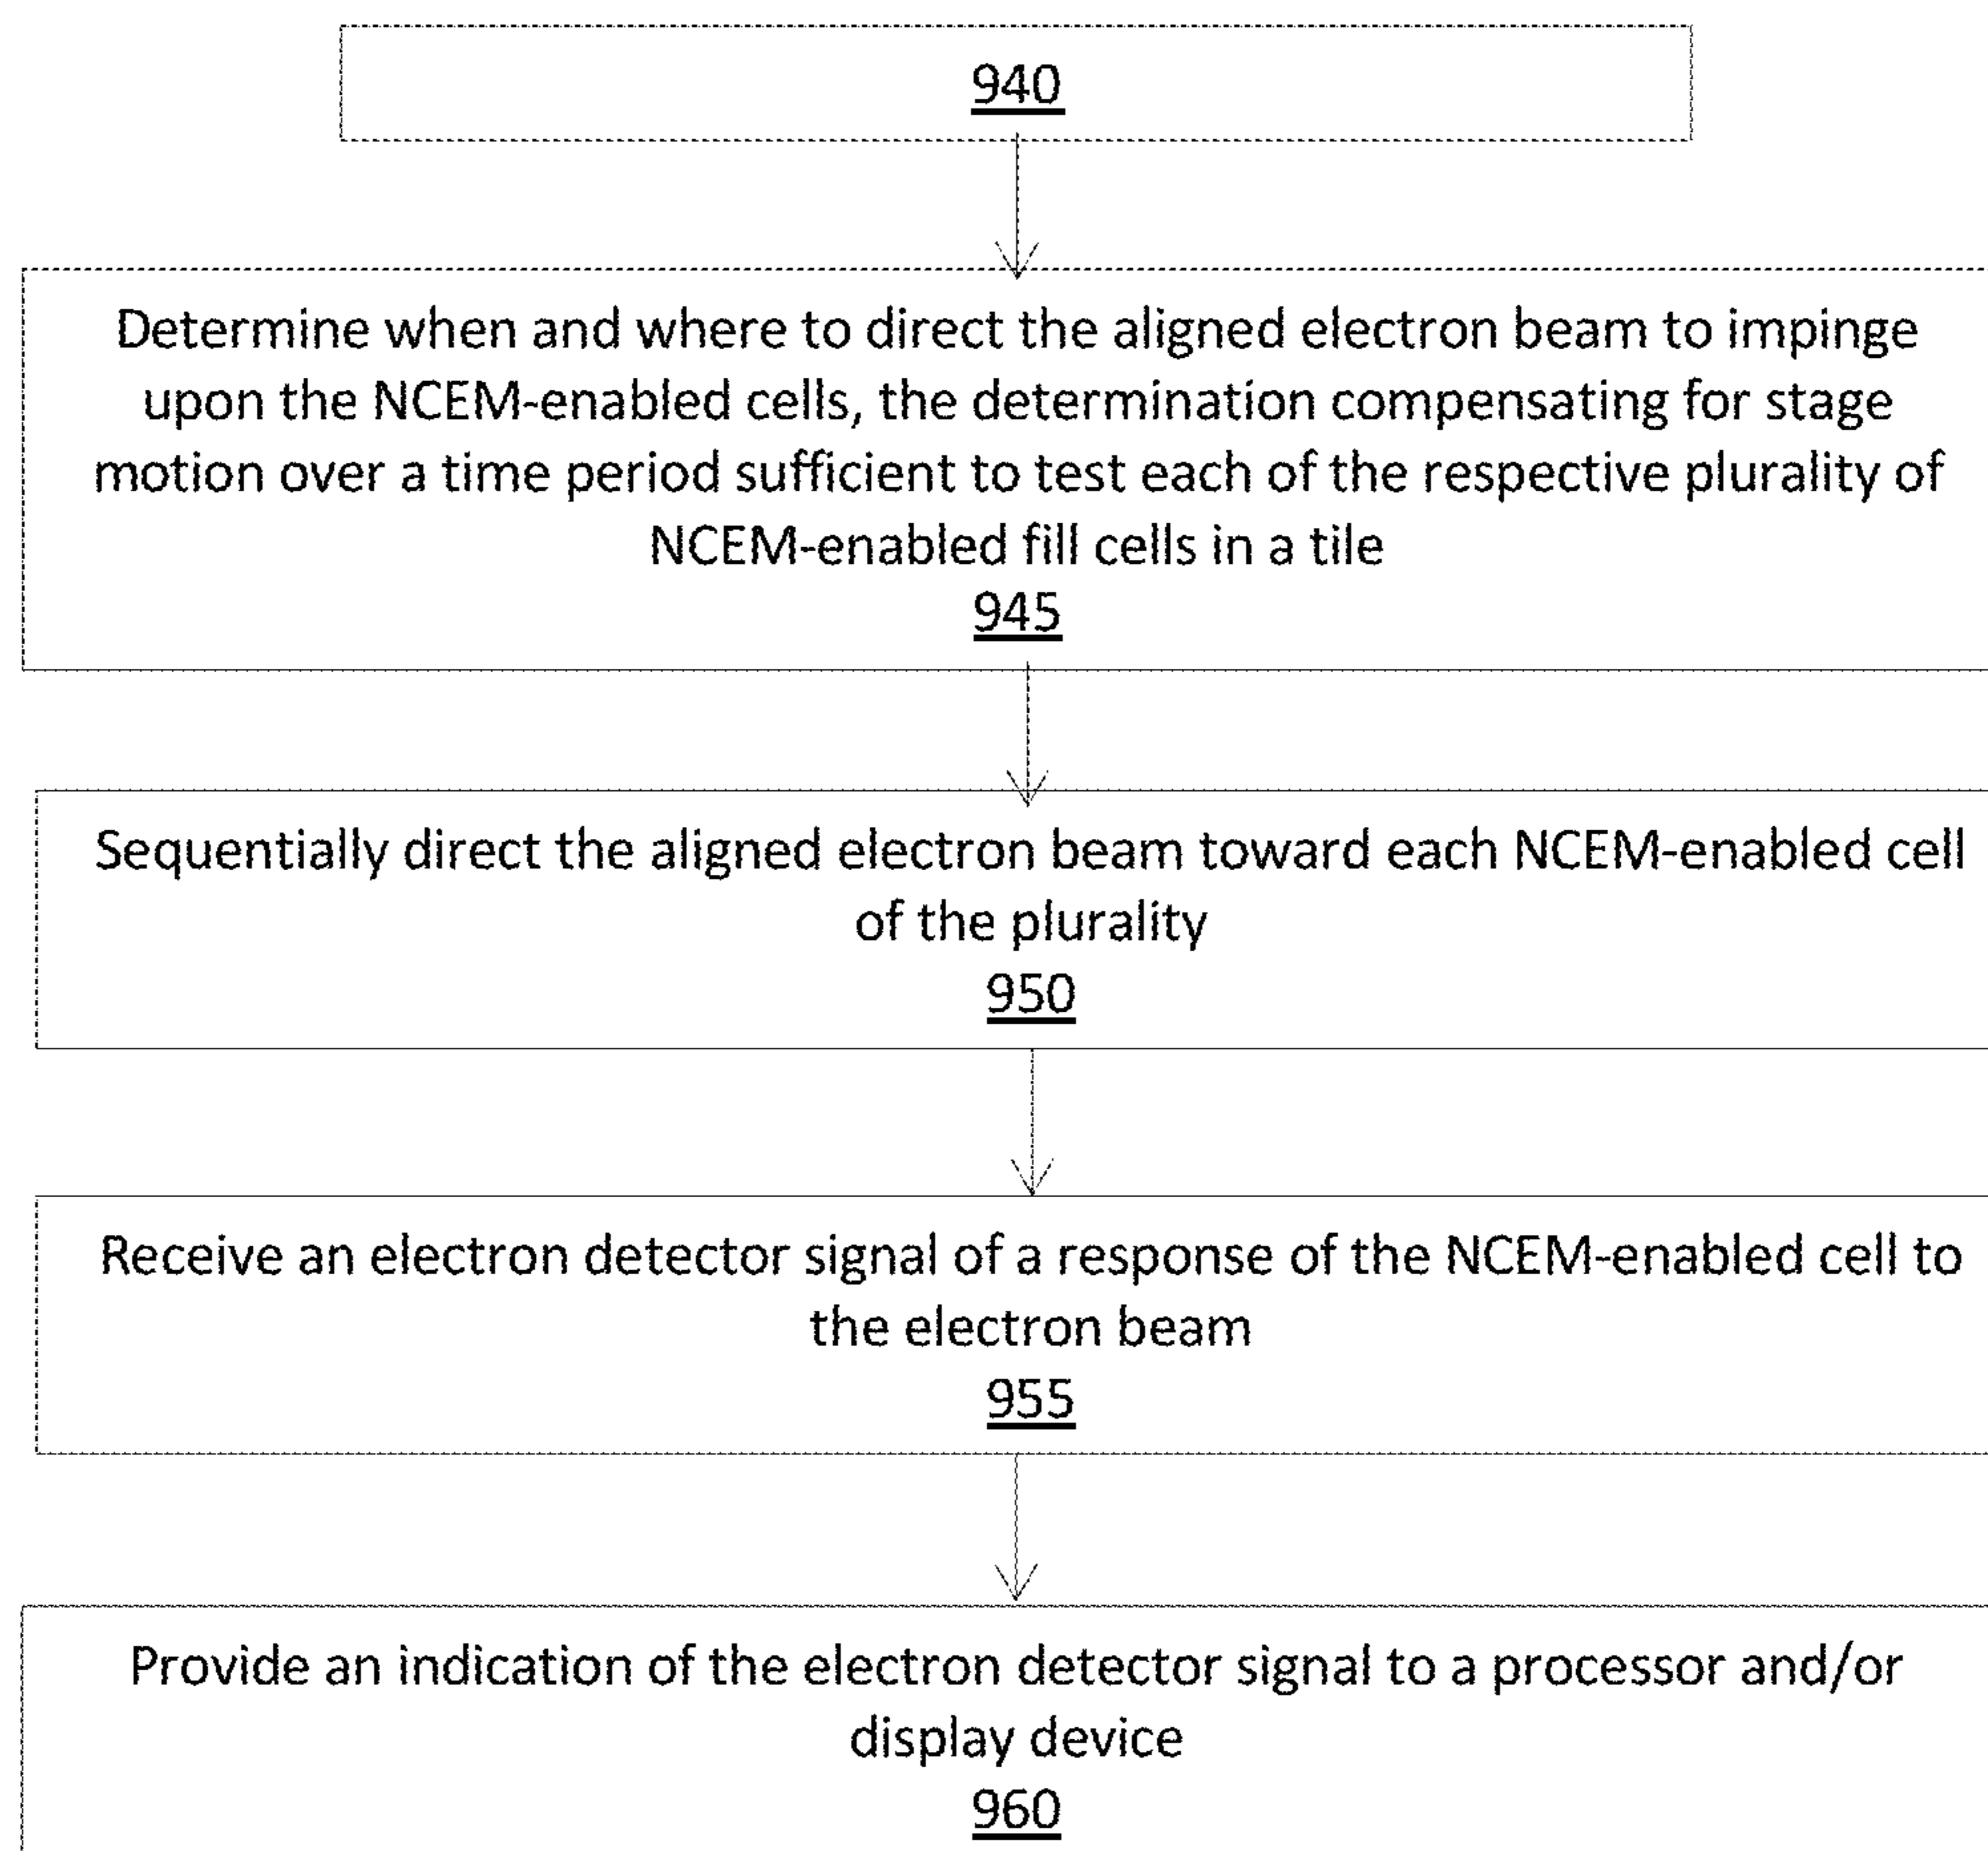 940
Determine when and where to direct the aligned electron beam to impinge
upon the NCEM-enabled cells, the determination compensating for stage
motion over a time period sufficient to test each of the respective plurality of
NCEM-enabled fill cells in a tile
945
Sequentially direct the aligned electron beam toward each NCEM-enabled cell
of the plurality
950
Receive an electron detector signal of a response of the NCEM-enabled cell to
the electron beam
955
Provide an indication of the electron detector signal to a processor and/or
display device
960